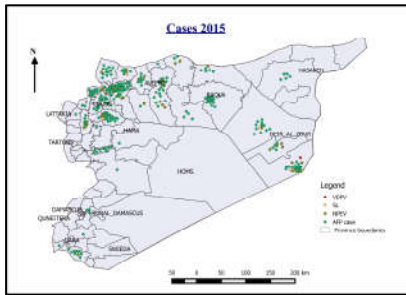 Cases 2015
N
HASAKEH
RAQQA
LATTAKIA
DEIR_AL_ZOUR
HAMA
TARTOUS
HOMS
DAMASCUS
RURAL_DAMASCUS
QUNEITERA
DARA
SWEIDA
Legend
VDPV
SL
NPEV
AFP case
Province boundaries
50 0 50 100 150 200 km